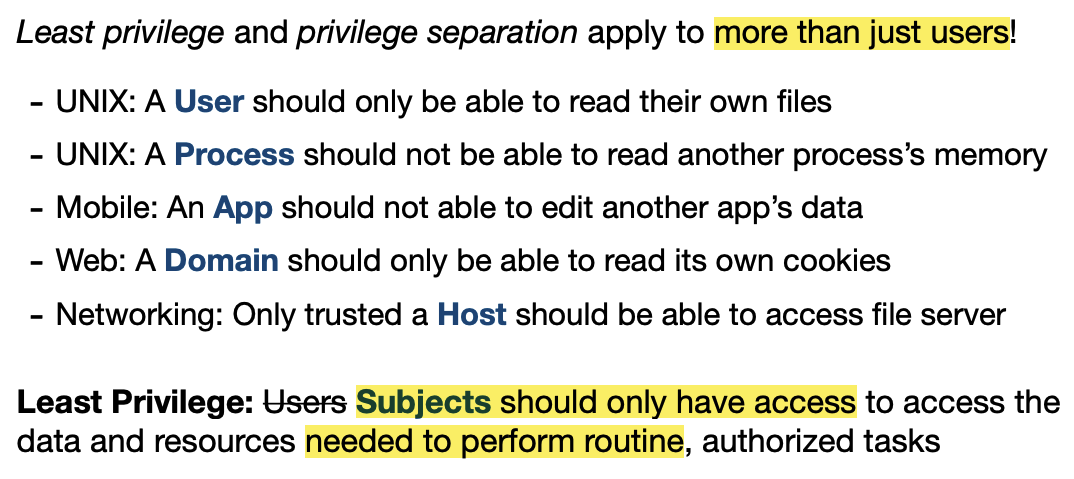 Least privilege and privilege separation apply to more than just users!
- UNIX: A User should only be able to read their own files
- UNIX: A Process should not be able to read another process’s memory
- Mobile: An App should not able to edit another app’s data
- Web: A Domain should only be able to read its own cookies
- Networking: Only trusted a Host should be able to access file server
Least Privilege: Users Subjects should only have access to access the
data and resources needed to perform routine, authorized tasks